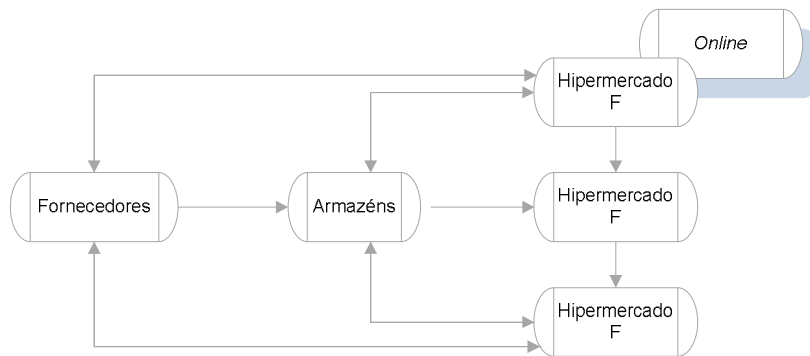 Online
Hipermercado
F
Fornecedores
Armazéns
Hipermercado
F
Hipermercado
F